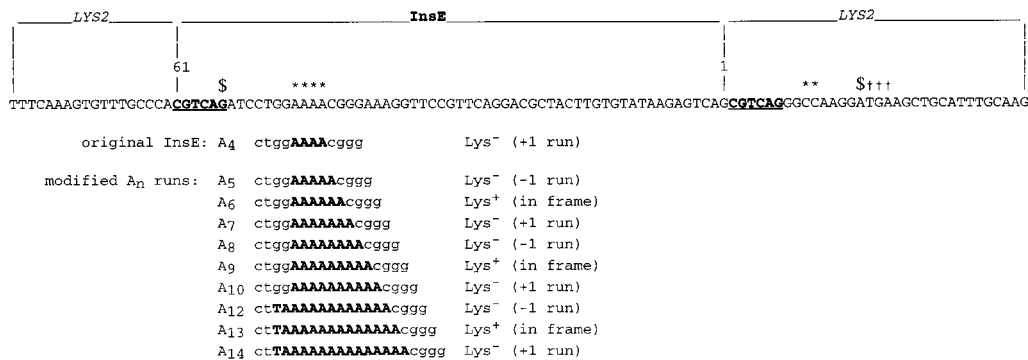 LYS2 InsE LYS2
61 1
$ **** ** $†††
TTTCAAAGTGTTTGCCCACGTCAGATCCTGGAAAACGGGAAAGGTTCCGTTCAGGACGCTACTTGTGTATAAGAGTCAGCGTCAGGGCCAAGGATGAAGCTGCATTTGCAAG
original InsE: A4 ctggAAAAcggg Lys- (+1 run)
modified An runs: A5 ctggAAAAAcggg Lys- (-1 run)
A6 ctggAAAAAAcggg Lys+ (in frame)
A7 ctggAAAAAAAcggg Lys- (+1 run)
A8 ctggAAAAAAAAcggg Lys- (-1 run)
A9 ctggAAAAAAAAAcggg Lys+ (in frame)
A10 ctggAAAAAAAAAAcggg Lys- (+1 run)
A12 ctTAAAAAAAAAAAAcggg Lys- (-1 run)
A13 ctTAAAAAAAAAAAAAcggg Lys+ (in frame)
A14 ctTAAAAAAAAAAAAAAcggg Lys- (+1 run)